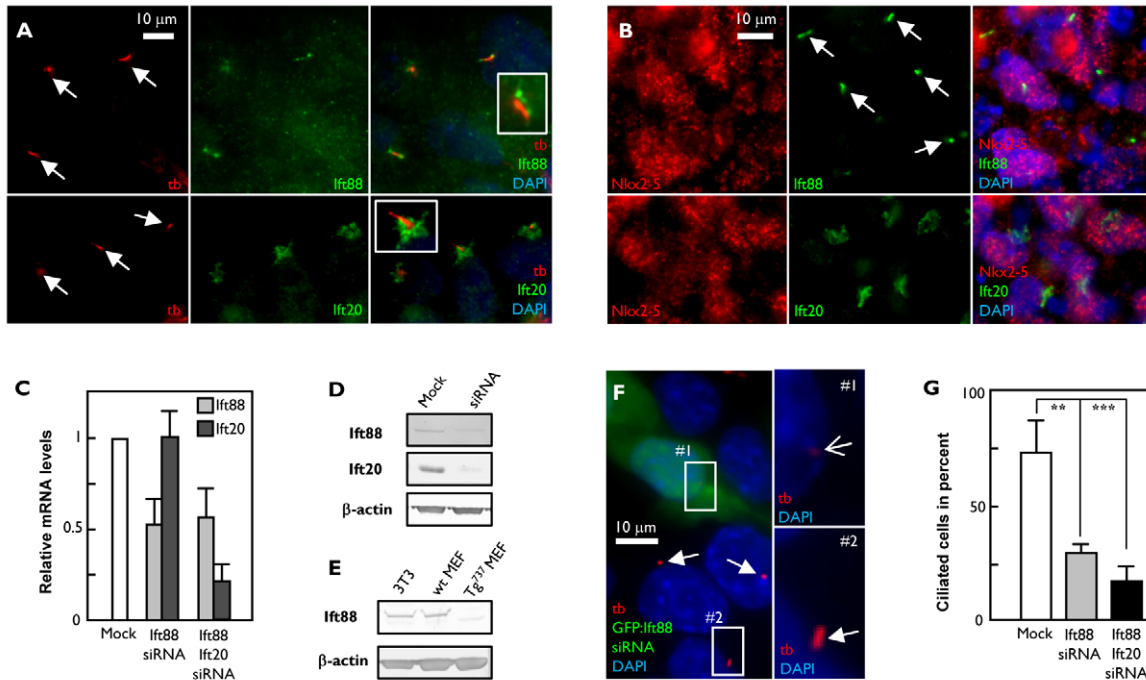 A
10 μm
tb
Ift88
tb
Ift88
DAPI
tb
Ift20
tb
Ift20
DAPI
B
10 μm
Nkx2-5
Ift88
Nkx2-5
Ift88
DAPI
Nkx2-5
Ift20
Nkx2-5
Ift20
DAPI
C
Relative mRNA levels
1
0.5
0
Ift88
Ift20
Mock
Ift88
siRNA
Ift88
Ift20
siRNA
D
Mock
siRNA
Ift88
Ift20
β-actin
E
3T3
wt MEF
Tg737 MEF
Ift88
β-actin
F
#1
10 μm
#2
tb
GFP:Ift88
siRNA
DAPI
#1
tb
DAPI
#2
tb
DAPI
G
Ciliated cells in percent
100
50
0
**
***
Mock
Ift88
siRNA
Ift88
Ift20
siRNA